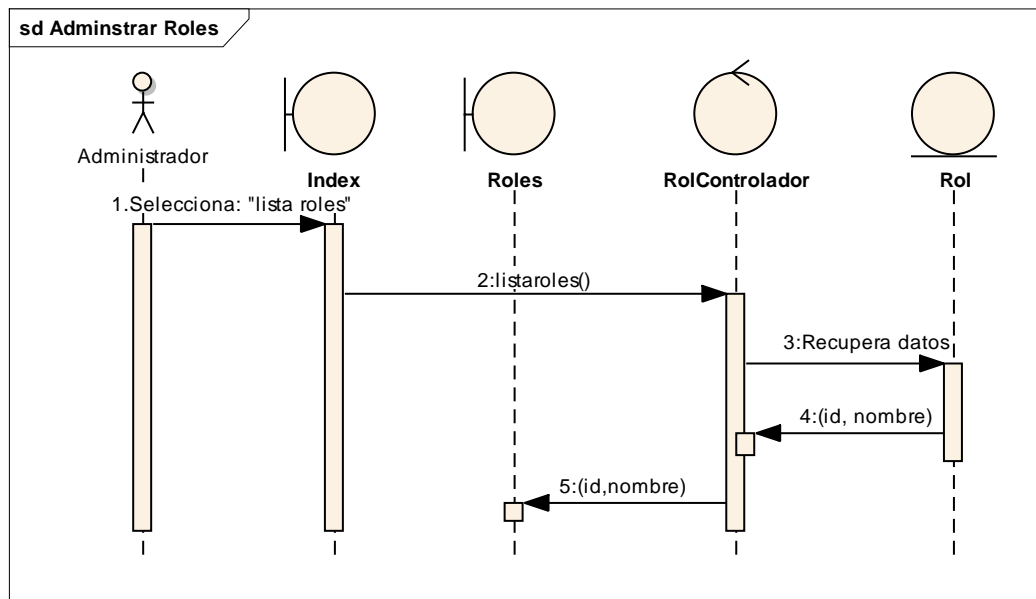 sd Adminstrar Roles
Administrador
Index
Roles
RolControlador
Rol
1.Selecciona: "lista roles"
2:listaroles()
3:Recupera datos
4:(id, nombre)
5:(id,nombre)